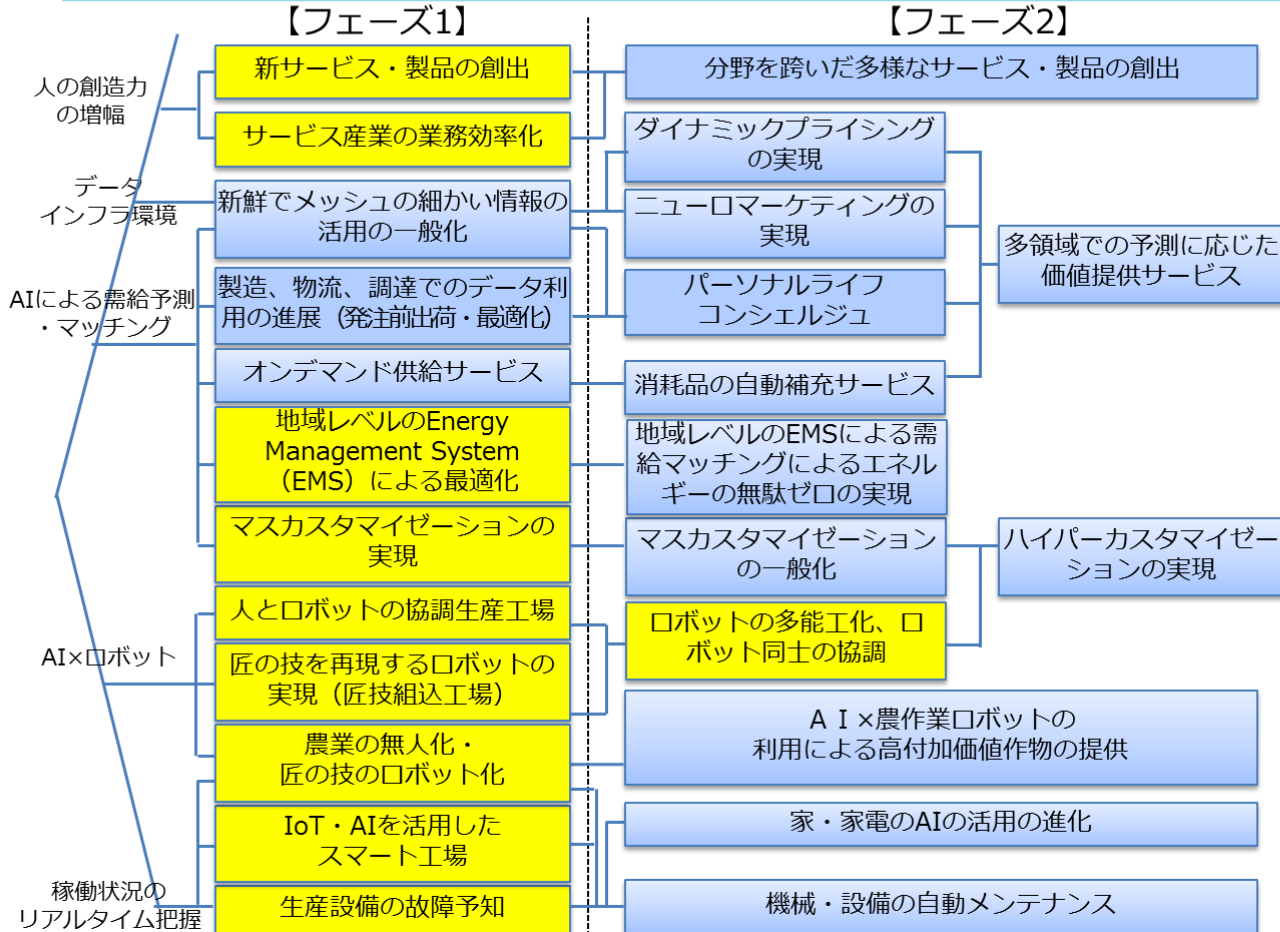 【フェーズ1】
【フェーズ2】
人の創造力
の増幅
新サービス・製品の創出
サービス産業の業務効率化
分野を跨いだ多様なサービス・製品の創出
データ
インフラ環境
新鮮でメッシュの細かい情報の
活用の一般化
ダイナミックプライシング
の実現
ニューロマーケティングの
実現
多領域での予測に応じた
価値提供サービス
AIによる需給予測
・マッチング
製造、物流、調達でのデータ利
用の進展（発注前出荷・最適化）
パーソナルライフ
コンシェルジュ
オンデマンド供給サービス
消耗品の自動補充サービス
地域レベルのEnergy
Management System
（EMS）による最適化
地域レベルのEMSによる需
給マッチングによるエネル
ギーの無駄ゼロの実現
マスカスタマイゼーションの
実現
マスカスタマイゼーション
の一般化
ハイパーカスタマイゼー
ションの実現
AI×ロボット
人とロボットの協調生産工場
匠の技を再現するロボットの
実現（匠技組込工場）
ロボットの多能工化、ロ
ボット同士の協調
農業の無人化・
匠の技のロボット化
ＡＩ×農作業ロボットの
利用による高付加価値作物の提供
IoT・AIを活用した
スマート工場
家・家電のAIの活用の進化
稼働状況の
リアルタイム把握
生産設備の故障予知
機械・設備の自動メンテナンス